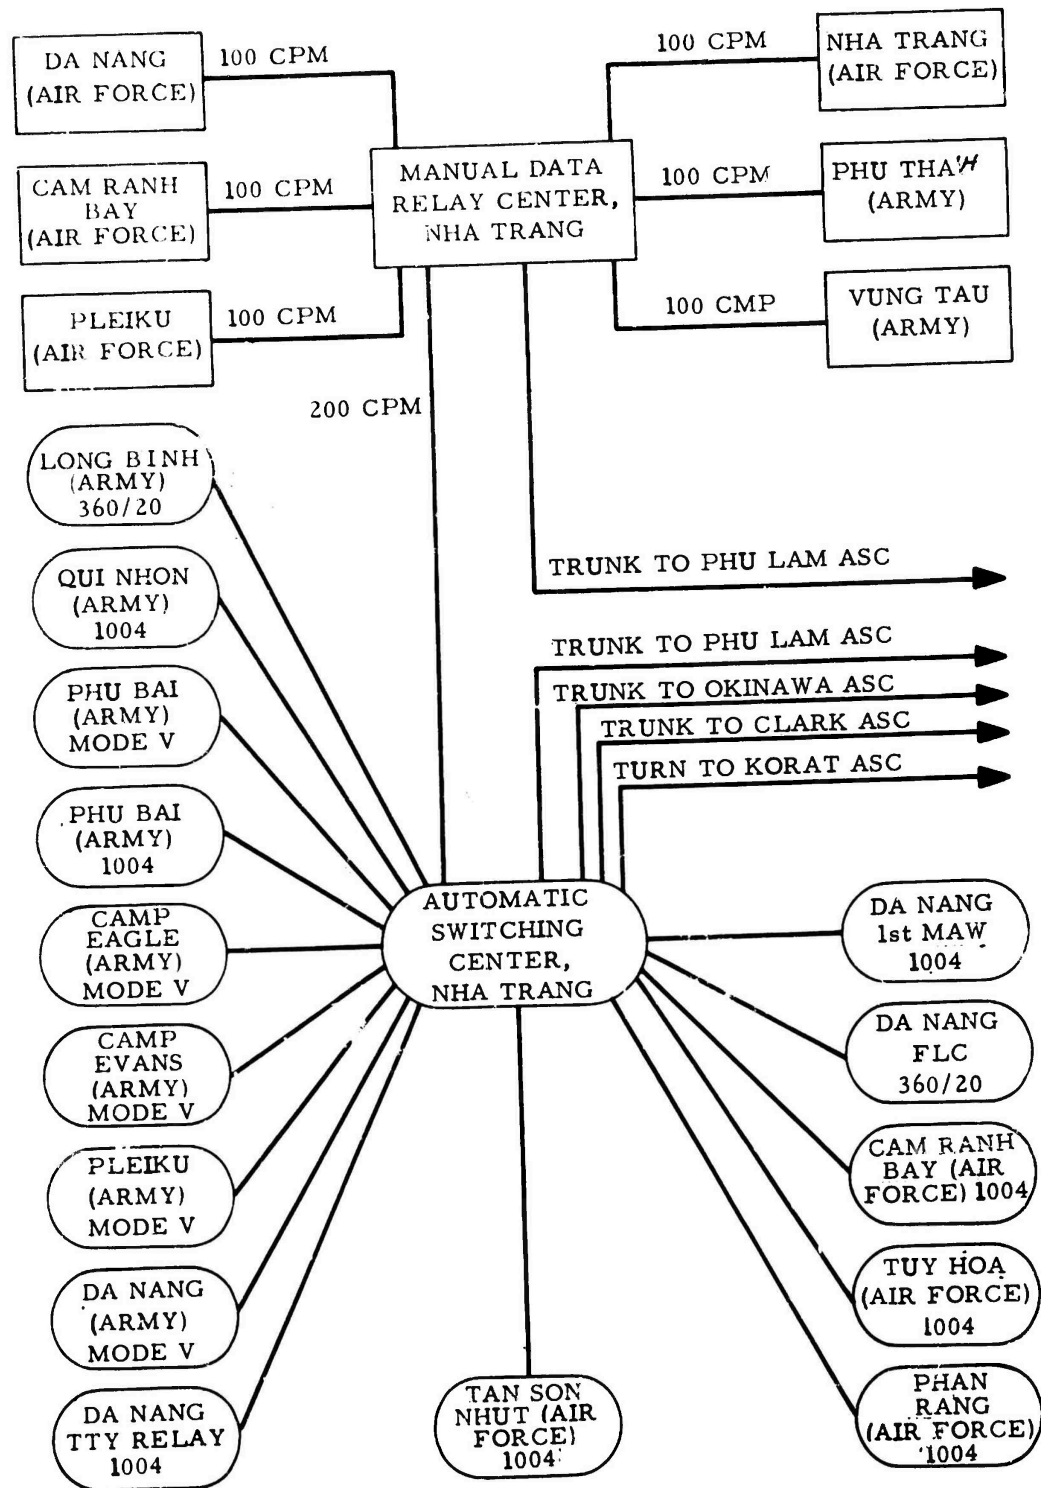 DA NANG
(AIR FORCE)
100 CPM
100 CPM
NHA TRANG
(AIR FORCE)
CAM RANH
BAY
(AIR FORCE)
100 CPM
MANUAL DATA
RELAY CENTER,
NHA TRANG
100 CPM
PHU THAH
(ARMY)
PLEIKU
(AIR FORCE)
100 CPM
100 CMP
VUNG TAU
(ARMY)
200 CPM
LONG BINH
(ARMY)
360/20
QUI NHON
(ARMY)
1004
PHU BAI
(ARMY)
MODE V
PHU BAI
(ARMY)
1004
CAMP
EAGLE
(ARMY)
MODE V
CAMP
EVANS
(ARMY)
MODE V
PLEIKU
(ARMY)
MODE V
DA NANG
(ARMY)
MODE V
DA NANG
TTY RELAY
1004
TRUNK TO PHU LAM ASC
TRUNK TO PHU LAM ASC
TRUNK TO OKINAWA ASC
TRUNK TO CLARK ASC
TURN TO KORAT ASC
AUTOMATIC
SWITCHING
CENTER,
NHA TRANG
TAN SON
NHUT (AIR
FORCE)
1004
DA NANG
1st MAW
1004
DA NANG
FLC
360/20
CAM RANH
BAY (AIR
FORCE) 1004
TUY HOA
(AIR FORCE)
1004
PHAN
RANG
(AIR FORCE)
1004